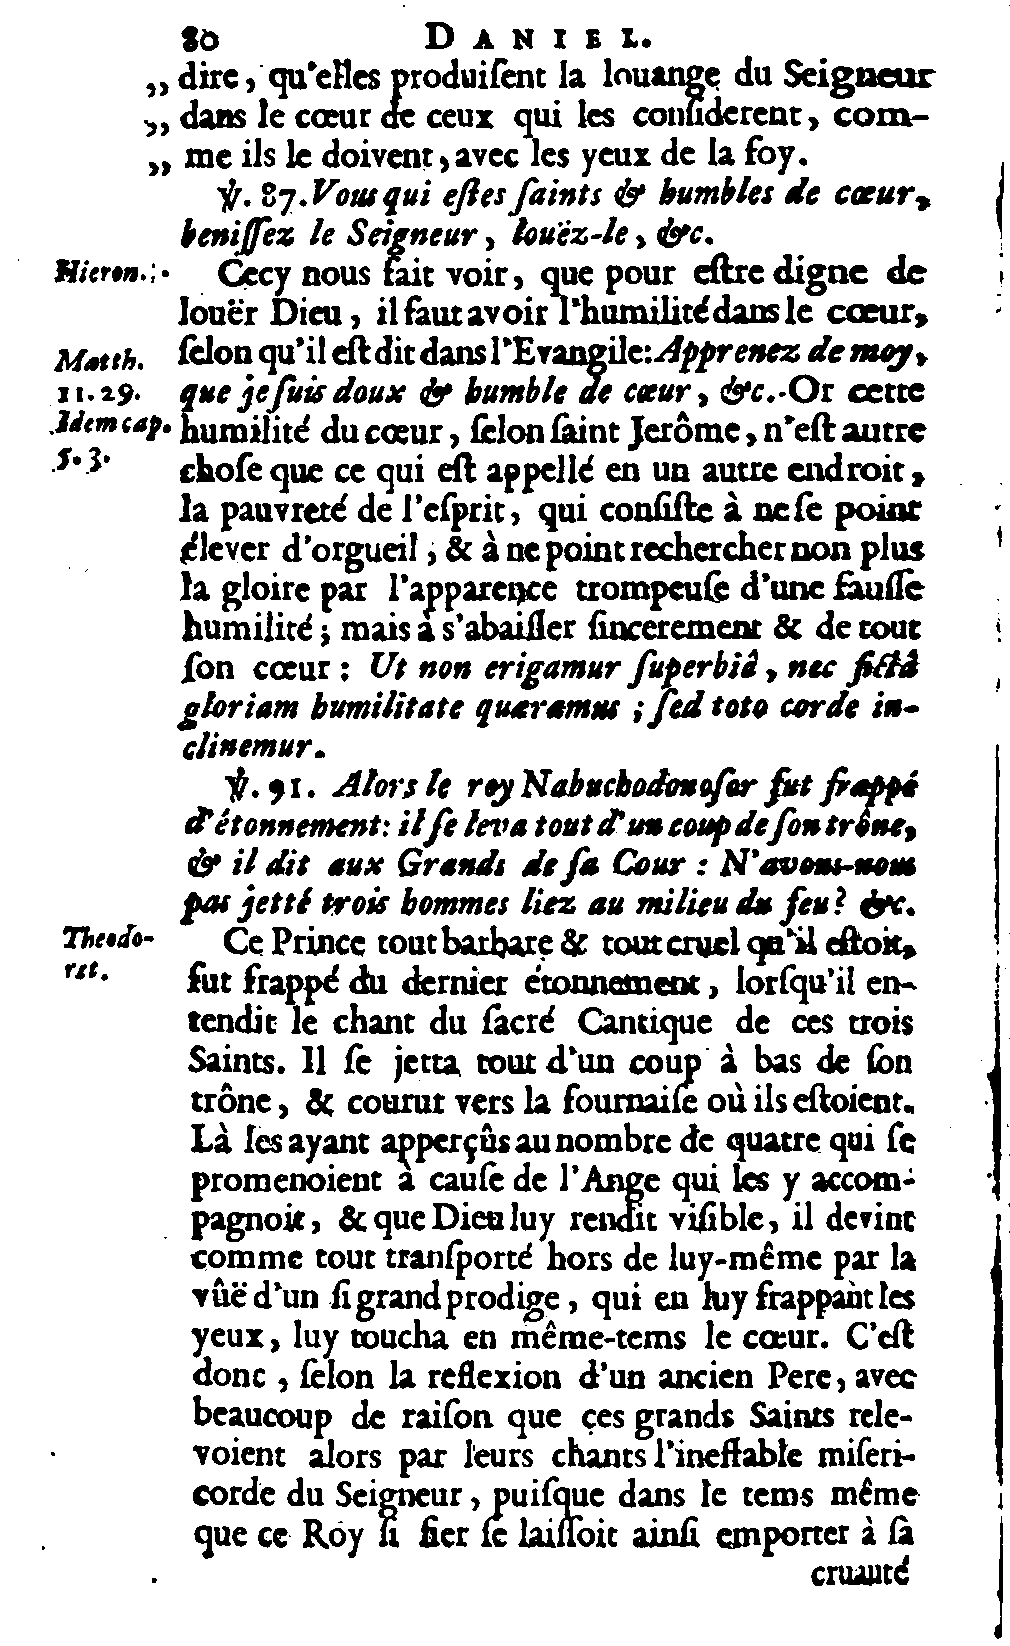 80 DANIEL.
„ dire, qu'elles produiſent la louange du Seigneur
„ dans le cœur de ceux qui les conſiderent, com-
„ me ils le doivent, avec les yeux de la foy.
℣. 87. Vous qui eſtes ſaints & humbles de cœur,
beniſſez le Seigneur, louëz-le, &c.
Hieron. Cecy nous fait voir, que pour eſtre digne de
louër Dieu, il faut avoir l'humilité dans le cœur,
Matth. ſelon qu'il eſt dit dans l'Evangile: Apprenez de moy,
11. 29. que je ſuis doux & humble de cœur, &c. Or cette
Idem cap. humilité du cœur, ſelon ſaint Jerôme, n'eſt autre
5. 3. choſe que ce qui eſt appellé en un autre endroit,
la pauvreté de l'eſprit, qui conſiſte à ne ſe point
élever d'orgueil, & à ne point rechercher non plus
la gloire par l'apparence trompeuſe d'une fauſſe
humilité; mais à s'abaiſſer ſincerement & de tout
ſon cœur: Ut non erigamur ſuperbiâ, nec fictâ
gloriam humilitate quæramus; ſed toto corde in-
clinemur.
℣. 91. Alors le roy Nabuchodonoſor fut frappé
d'étonnement: il ſe leva tout d'un coup de ſon trône,
& il dit aux Grands de ſa Cour: N'avons-nous
pas jetté trois hommes liez au milieu du feu? &c.
Theodo- Ce Prince tout barbare & tout cruel qu'il eſtoit,
ret. fut frappé du dernier étonnement, lorſqu'il en-
tendit le chant du ſacré Cantique de ces trois
Saints. Il ſe jetta tout d'un coup à bas de ſon
trône, & courut vers la fournaiſe où ils eſtoient.
Là les ayant apperçûs au nombre de quatre qui ſe
promenoient à cauſe de l'Ange qui les y accom-
pagnoit, & que Dieu luy rendit viſible, il devint
comme tout tranſporté hors de luy-même par la
vûë d'un ſi grand prodige, qui en luy frappant les
yeux, luy toucha en même-tems le cœur. C'eſt
donc, ſelon la reflexion d'un ancien Pere, avec
beaucoup de raiſon que ces grands Saints rele-
voient alors par leurs chants l'ineffable miſeri-
corde du Seigneur, puiſque dans le tems même
que ce Roy ſi fier ſe laiſſoit ainſi emporter à ſa
cruauté